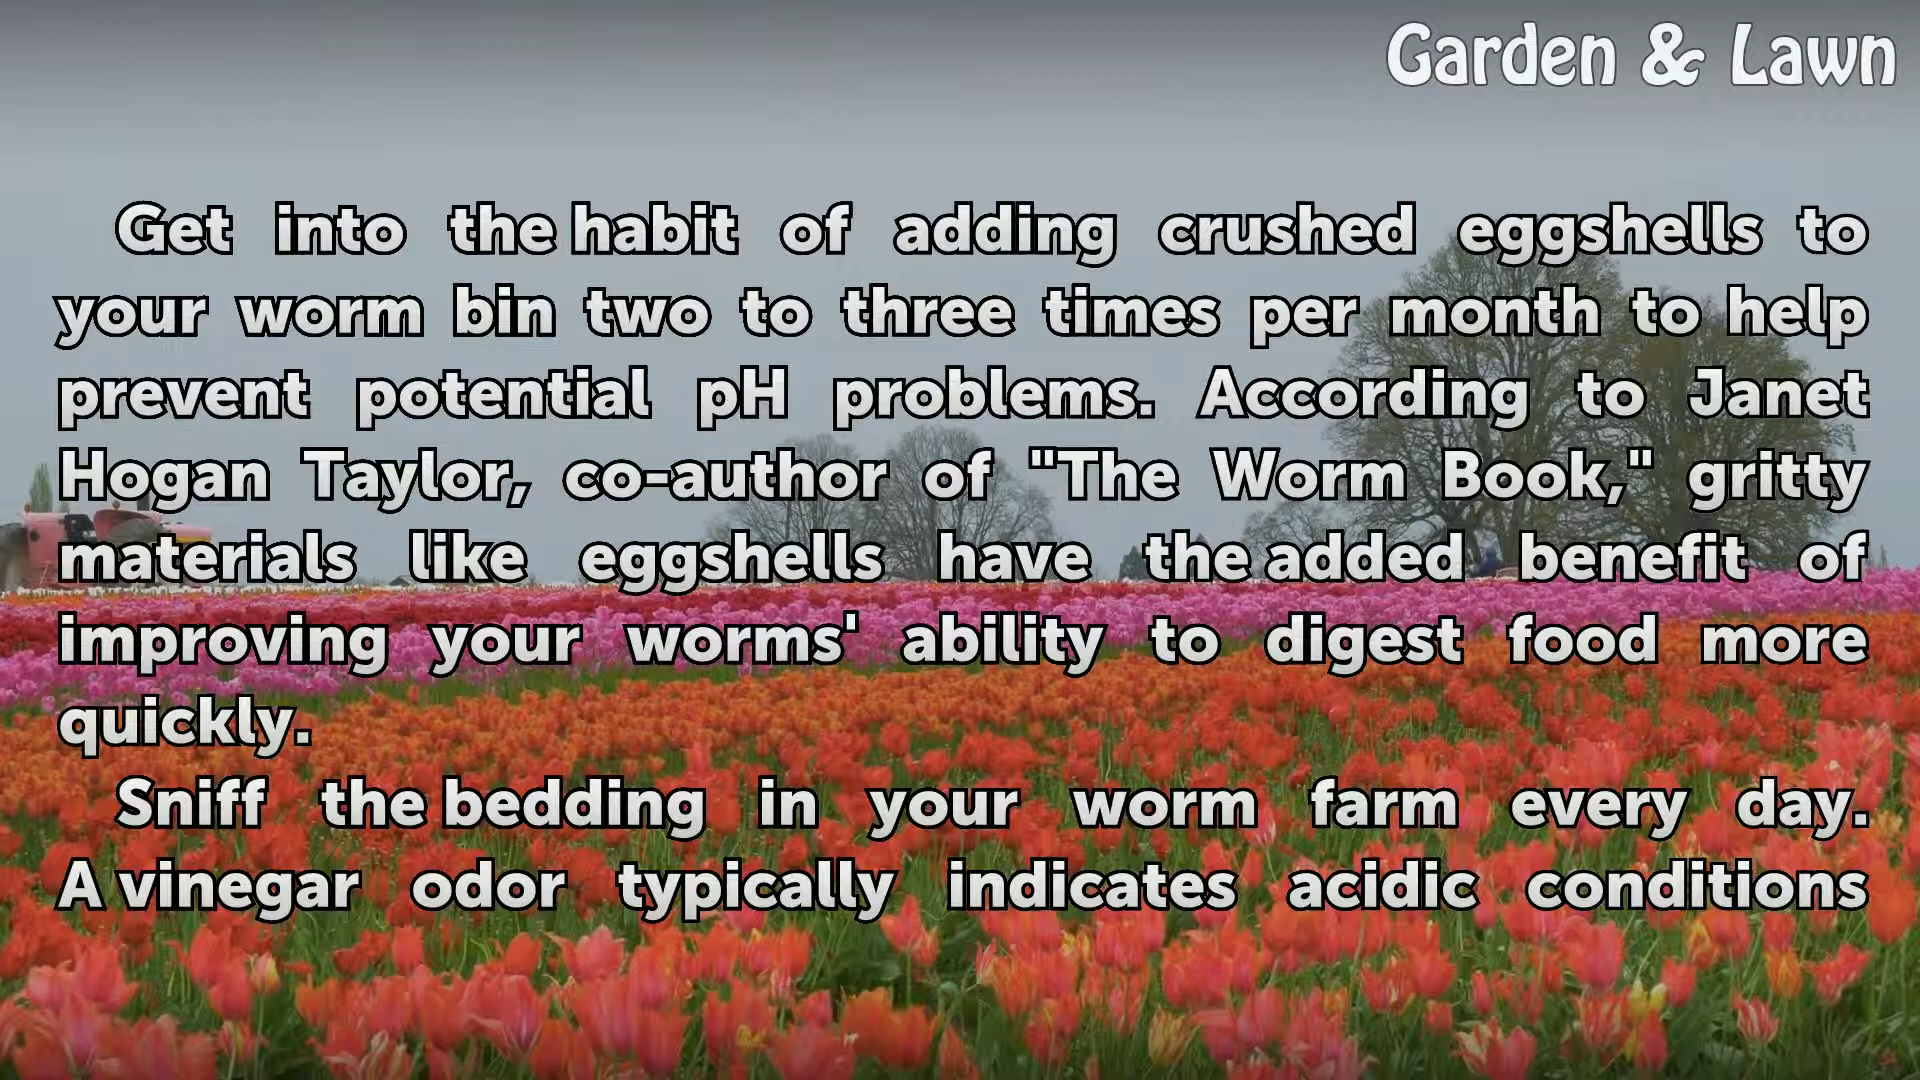 Garden & Lawn
Get into the habit of adding crushed eggshells to
your worm bin two to three times per month to help
prevent potential pH problems. According to Janet
Hogan Taylor, co-author of "The Worm Book," gritty
materials like eggshells have the added benefit of
improving your worms' ability to digest food more
quickly.
Sniff the bedding in your worm farm every day.
A vinegar odor typically indicates acidic conditions